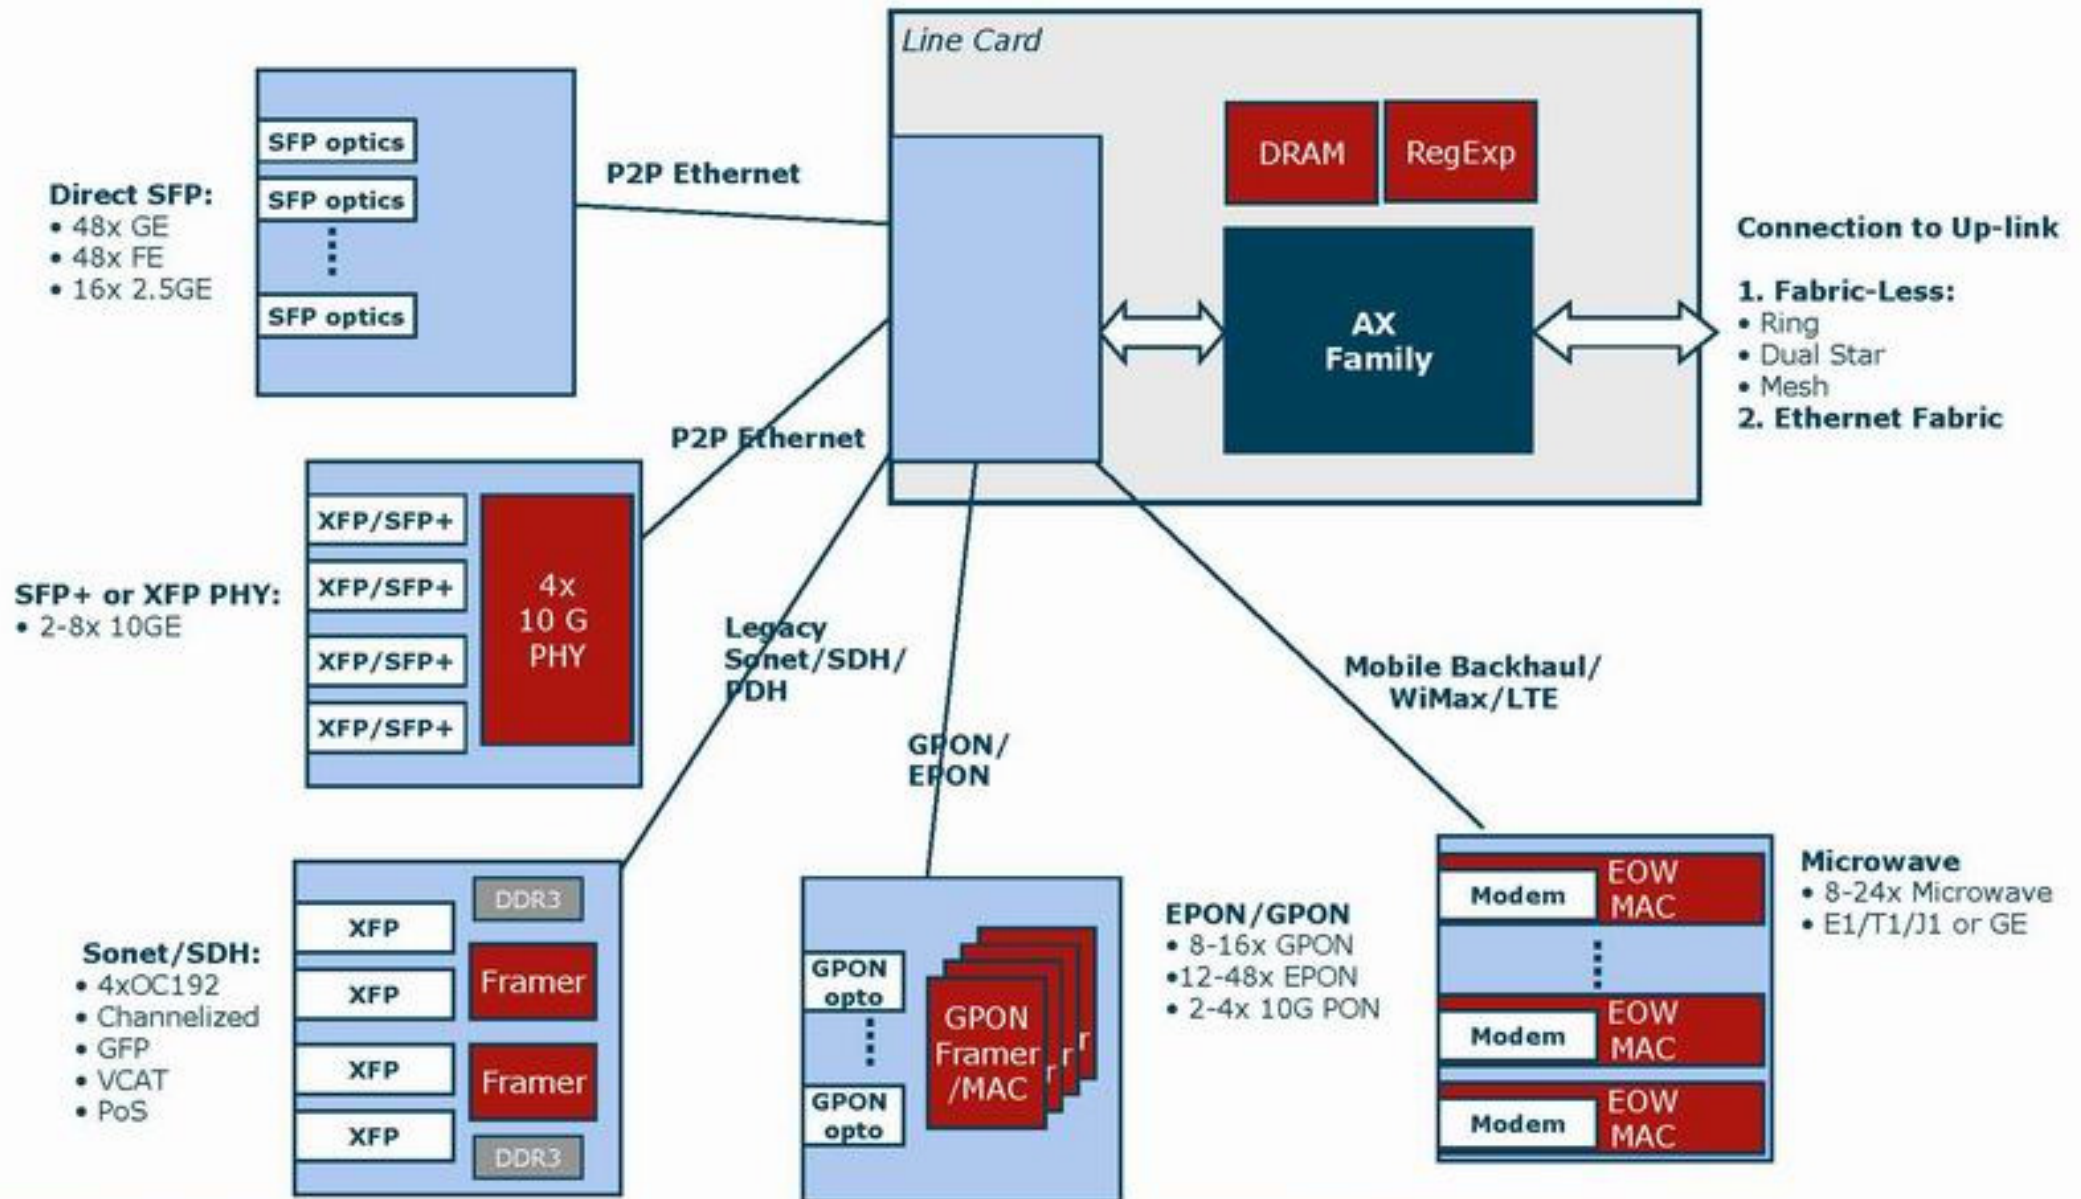 Line Card
SFP optics
SFP optics
SFP optics
Direct SFP:
• 48x GE
• 48x FE
• 16x 2.5GE
P2P Ethernet
DRAM
RegExp
AX
Family
Connection to Up-link
1. Fabric-Less:
• Ring
• Dual Star
• Mesh
2. Ethernet Fabric
P2P Ethernet
SFP+ or XFP PHY:
• 2-8x 10GE
XFP/SFP+
XFP/SFP+
XFP/SFP+
XFP/SFP+
4x
10 G
PHY
Legacy
Sonet/SDH/
PDH
GPON/
EPON
Mobile Backhaul/
WiMax/LTE
Sonet/SDH:
• 4xOC192
• Channelized
• GFP
• VCAT
• PoS
XFP
XFP
XFP
XFP
DDR3
Framer
Framer
DDR3
GPON
opto
GPON
opto
GPON
Framer
/MAC
r
r
r
EPON/GPON
• 8-16x GPON
•12-48x EPON
• 2-4x 10G PON
Modem
EOW
MAC
Modem
EOW
MAC
Modem
EOW
MAC
Microwave
• 8-24x Microwave
• E1/T1/J1 or GE